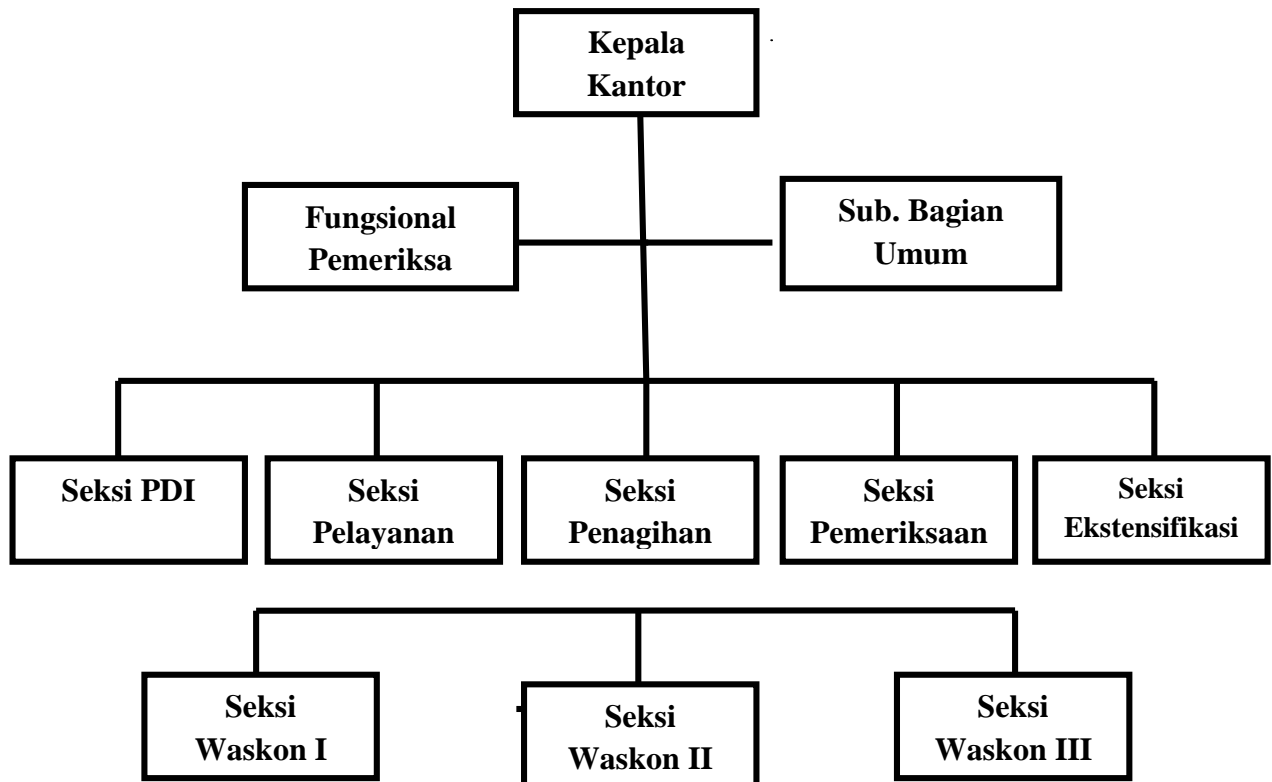 Kepala
Kantor
Fungsional
Pemeriksa
Sub. Bagian
Umum
Seksi PDI
Seksi
Pelayanan
Seksi
Penagihan
Seksi
Pemeriksaan
Seksi
Ekstensifikasi
Seksi
Waskon I
Seksi
Waskon II
Seksi
Waskon III